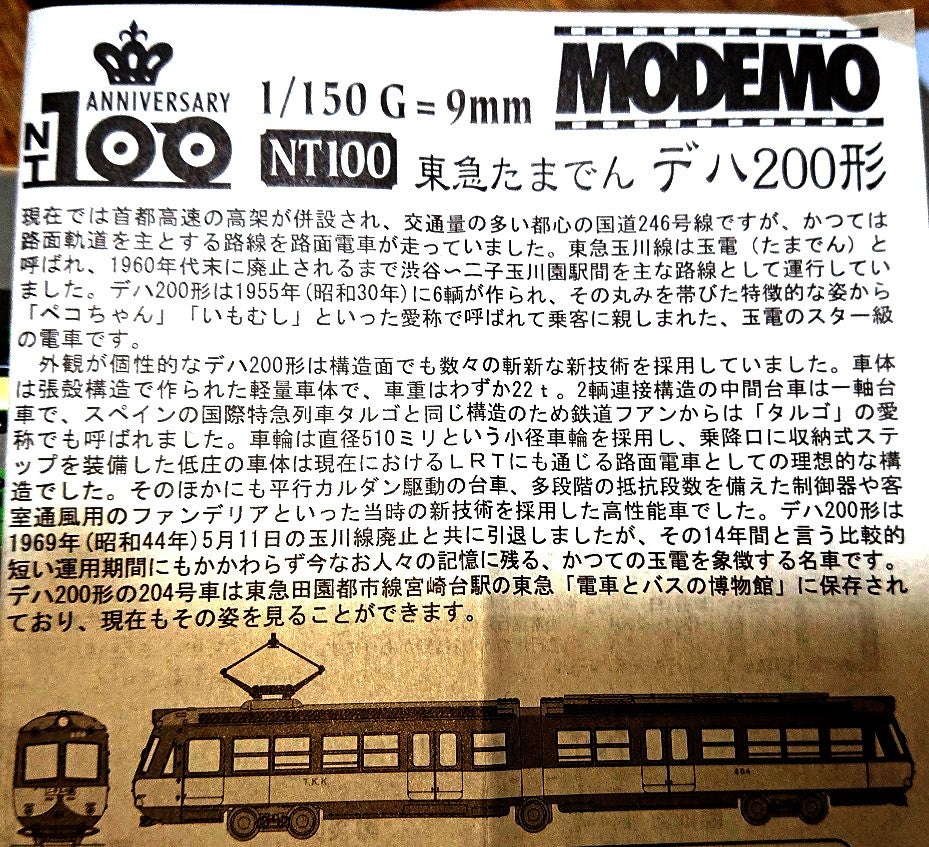 NT100 ANNIVERSARY
1/150 G=9mm
MODEMO
NT100 東急たまでん デハ200形
現在では首都高速の高架が併設され、交通量の多い都心の国道246号線ですが、かつては
路面軌道を主とする路線を路面電車が走っていました。東急玉川線は玉電（たまでん）と
呼ばれ、1960年代末に廃止されるまで渋谷〜二子玉川園駅間を主な路線として運行してい
ました。デハ200形は1955年(昭和30年)に6輌が作られ、その丸みを帯びた特徴的な姿から
「ペコちゃん」「いもむし」といった愛称で呼ばれて乗客に親しまれた、玉電のスター級
の電車です。
外観が個性的なデハ200形は構造面でも数々の斬新な新技術を採用していました。車体
は張殻構造で作られた軽量車体で、車重はわずか22ｔ。2輌連接構造の中間台車は一軸台
車で、スペインの国際特急列車タルゴと同じ構造のため鉄道フアンからは「タルゴ」の愛
称でも呼ばれました。車輪は直径510ミリという小径車輪を採用し、乗降口に収納式ステ
ップを装備した低庄の車体は現在におけるＬＲＴにも通じる路面電車としての理想的な構
造でした。そのほかにも平行カルダン駆動の台車、多段階の抵抗段数を備えた制御器や客
室通風用のファンデリアといった当時の新技術を採用した高性能車でした。デハ200形は
1969年(昭和44年)5月11日の玉川線廃止と共に引退しましたが、その14年間と言う比較的
短い運用期間にもかかわらず今なお人々の記憶に残る、かつての玉電を象徴する名車です。
デハ200形の204号車は東急田園都市線宮崎台駅の東急「電車とバスの博物館」に保存され
ており、現在もその姿を見ることができます。
T.K.K.
204